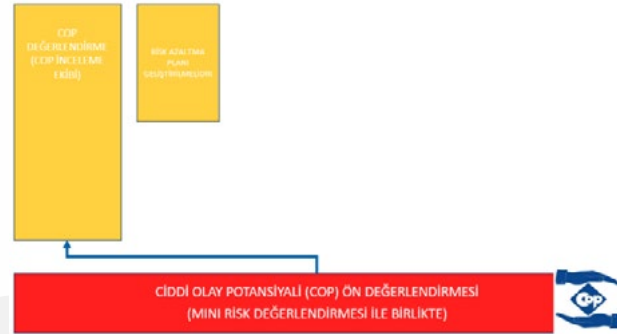 COP
DEĞERLENDİRME
(COP İNCELEME
EKİBİ)
RİSK AZALTMA
PLANI
GELİŞTİRİLMELİDİR
CİDDİ OLAY POTANSİYALİ (COP) ÖN DEĞERLENDİRMESİ
(MINI RİSK DEĞERLENDİRMESİ İLE BİRLİKTE)
COP